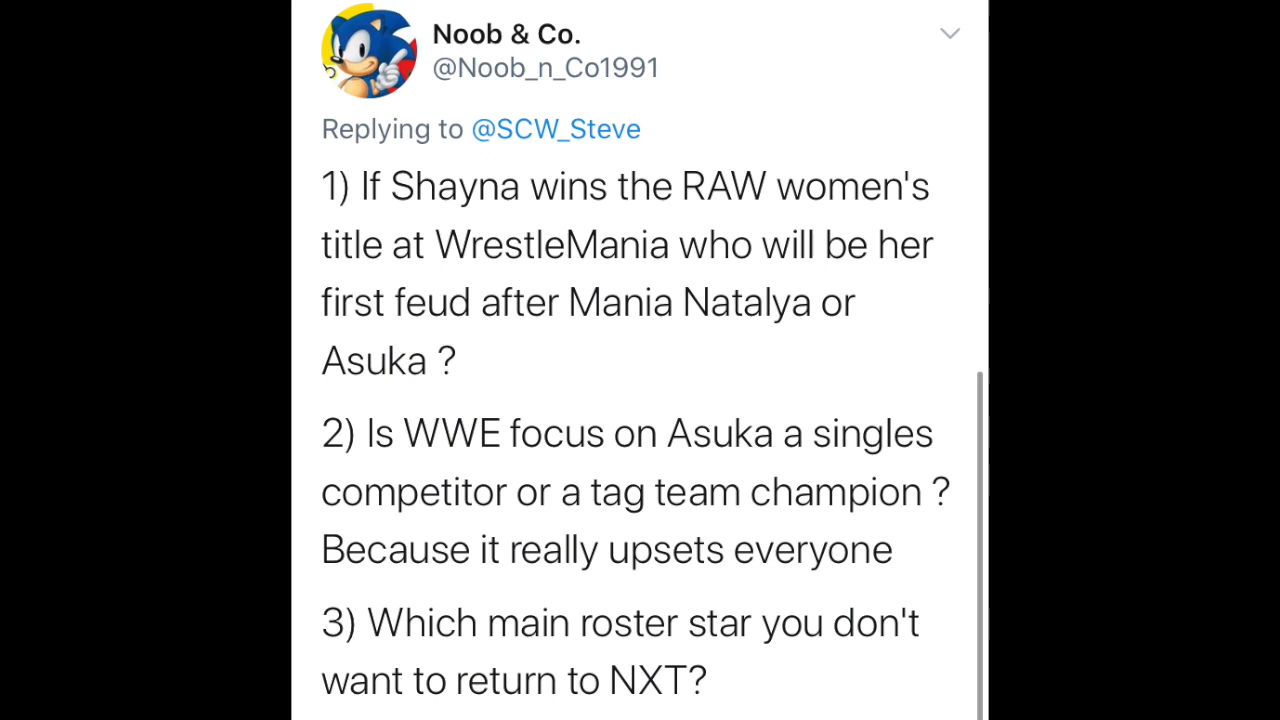 Noob & Co.
@Noob_n_Co1991
Replying to @SCW_Steve
1) If Shayna wins the RAW women's
title at WrestleMania who will be her
first feud after Mania Natalya or
Asuka ?
2) Is WWE focus on Asuka a singles
competitor or a tag team champion ?
Because it really upsets everyone
3) Which main roster star you don't
want to return to NXT?